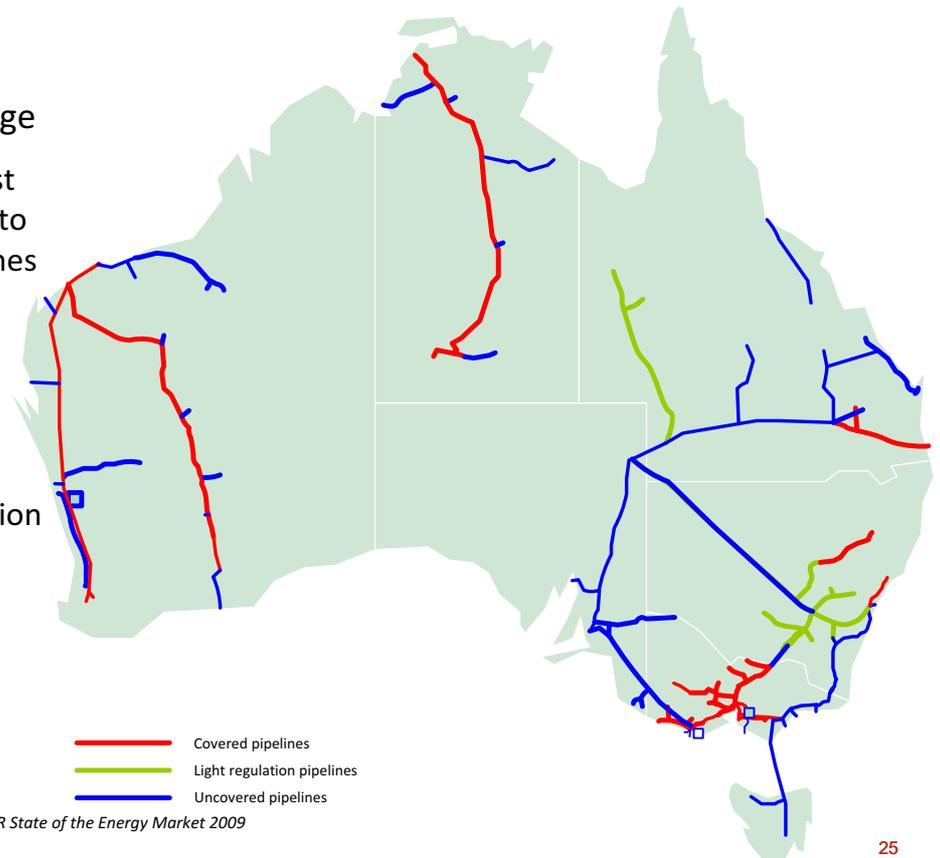 ge
st
to
nes
ion
Covered pipelines
Light regulation pipelines
Uncovered pipelines
R State of the Energy Market 2009
25